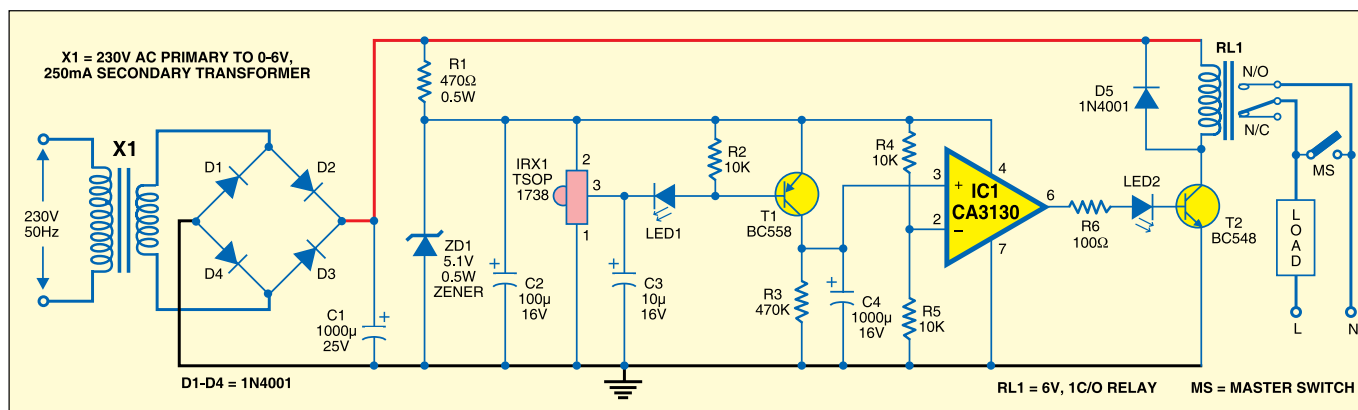 X1 = 230V AC PRIMARY TO 0-6V,
250mA SECONDARY TRANSFORMER
X1
230V
50Hz
D1
D2
D4
D3
D1-D4 = 1N4001
C1
1000µ
25V
+
R1
470Ω
0.5W
ZD1
5.1V
0.5W
ZENER
+
C2
100µ
16V
IRX1
TSOP
1738
2
3
1
+
C3
10µ
16V
LED1
R2
10K
T1
BC558
R3
470K
+
C4
1000µ
16V
R4
10K
R5
10K
3
2
+
–
IC1
CA3130
4
7
6
R6
100Ω
LED2
T2
BC548
D5
1N4001
RL1
N/O
N/C
MS
LOAD
L
N
RL1 = 6V, 1C/O RELAY
MS = MASTER SWITCH